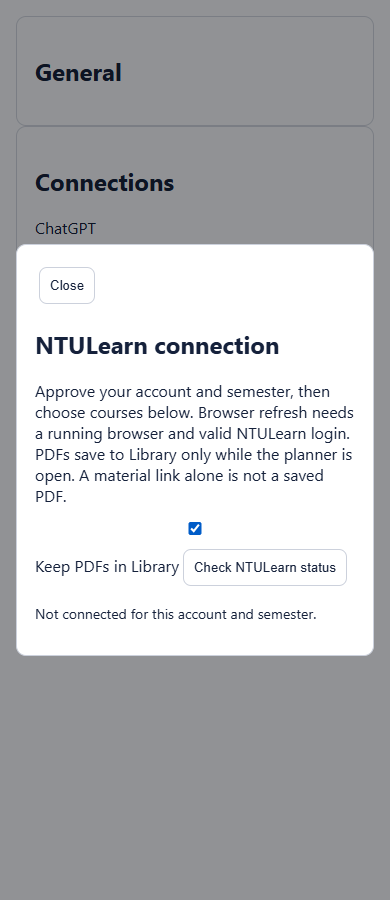 General
Connections
ChatGPT
Close
NTULearn connection
Approve your account and semester, then
choose courses below. Browser refresh needs
a running browser and valid NTULearn login.
PDFs save to Library only while the planner is
open. A material link alone is not a saved
PDF.
Keep PDFs in Library Check NTULearn status
Not connected for this account and semester.